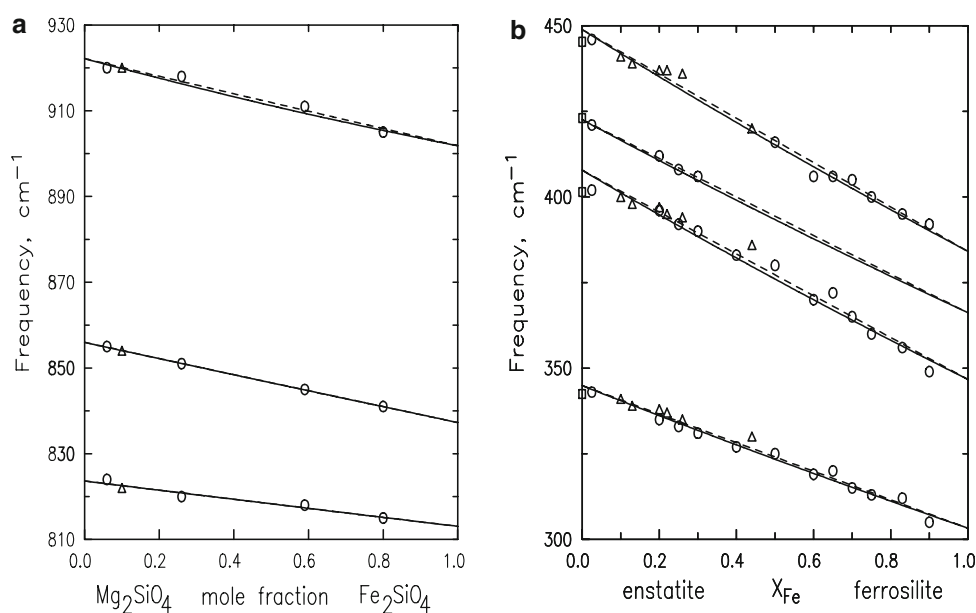 a
930
910
890
870
850
830
810
Frequency, cm⁻¹
0.0 0.2 0.4 0.6 0.8 1.0
Mg₂SiO₄ mole fraction Fe₂SiO₄
b
450
400
350
300
Frequency, cm⁻¹
0.0 0.2 0.4 0.6 0.8 1.0
enstatite X_Fe ferrosilite